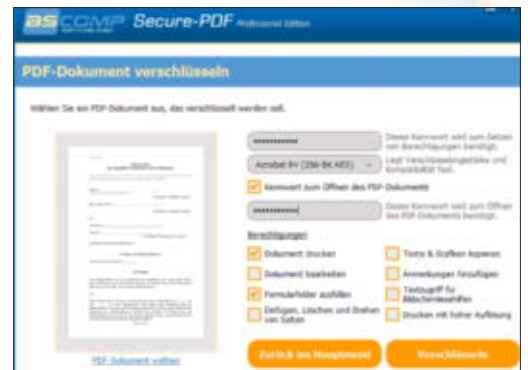 ASCOMP Secure-PDF Professional Edition
PDF-Dokument verschlüsseln
Wählen Sie ein PDF-Dokument aus, das verschlüsselt werden soll.
Dieses Kennwort wird zum Setzen
von Berechtigungen benötigt.
Acrobat 9+ (256 Bit AES)
Legt Verschlüsselungsstärke und
Kompatibilität fest.
Kennwort zum Öffnen des PDF-Dokuments
Dieses Kennwort wird zum Öffnen
des PDF-Dokuments benötigt.
Berechtigungen
Dokument drucken
Texte & Grafiken kopieren
Dokument bearbeiten
Anmerkungen hinzufügen
Formularfelder ausfüllen
Textzugriff für
Bildschirmlesehilfen
Einfügen, Löschen und Drehen
von Seiten
Drucken mit hoher Auflösung
PDF-Dokument wählen
Zurück ins Hauptmenü
Verschlüsseln